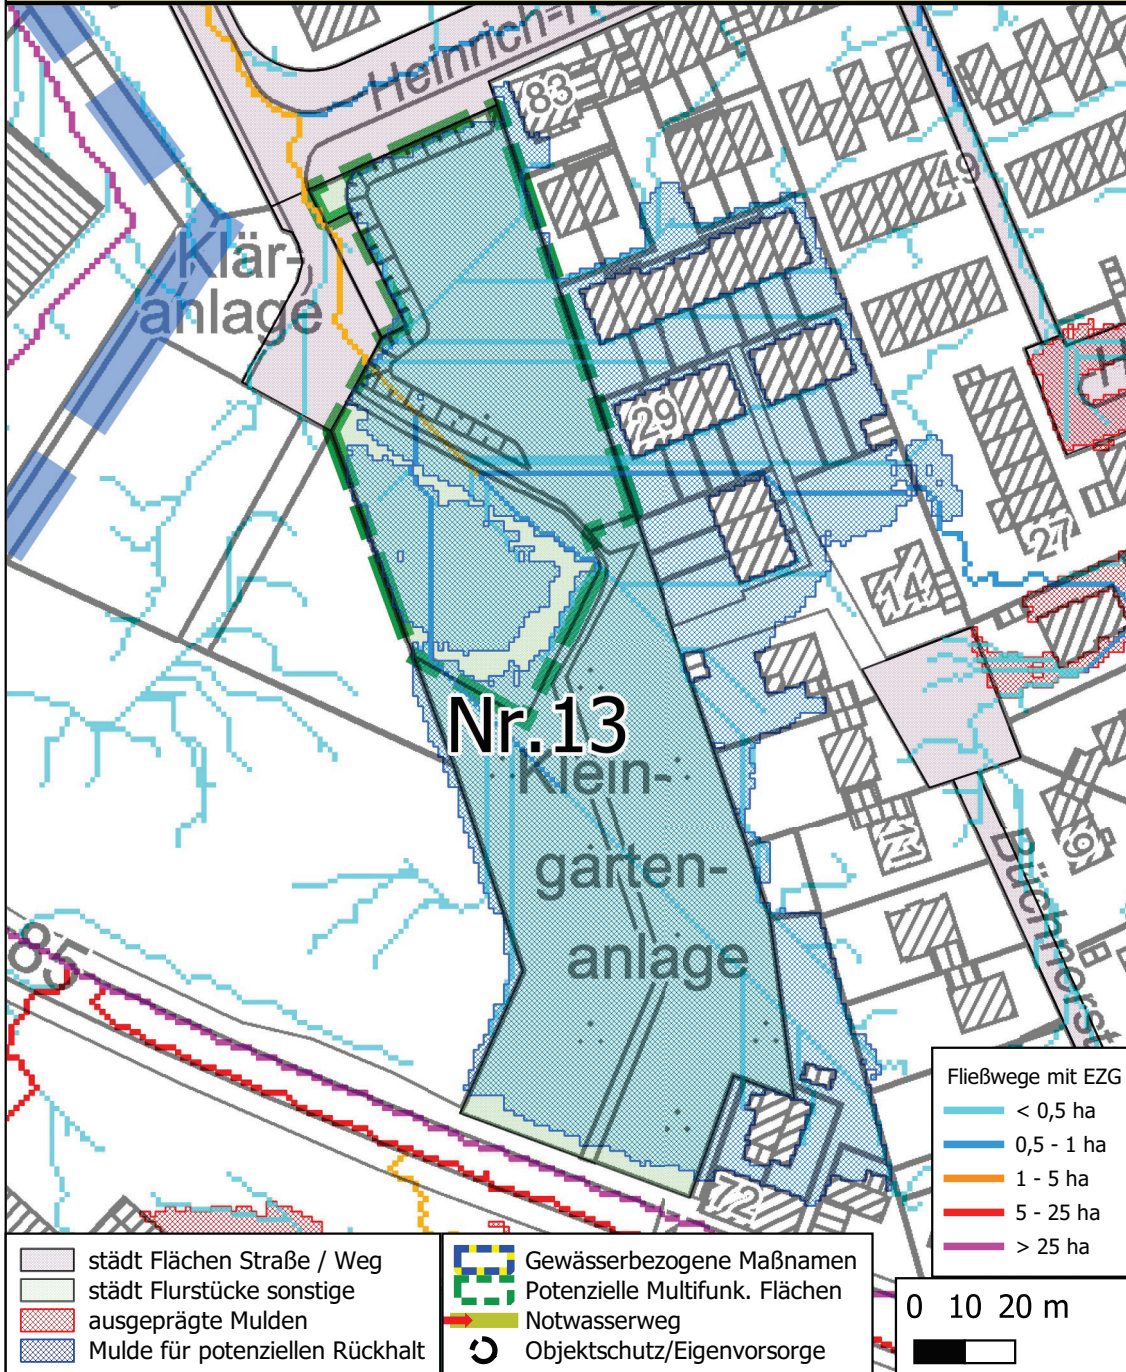 Heinrich-H
83
49
Klär-
anlage
29
27
14
Nr.13
Klein-
gärten-
anlage
9
85
72
Fließwege mit EZG
< 0,5 ha
0,5 - 1 ha
1 - 5 ha
5 - 25 ha
> 25 ha
städt Flächen Straße / Weg
städt Flurstücke sonstige
ausgeprägte Mulden
Mulde für potenziellen Rückhalt
Gewässerbezogene Maßnamen
Potenzielle Multifunk. Flächen
Notwasserweg
Objektschutz/Eigenvorsorge
0 10 20 m